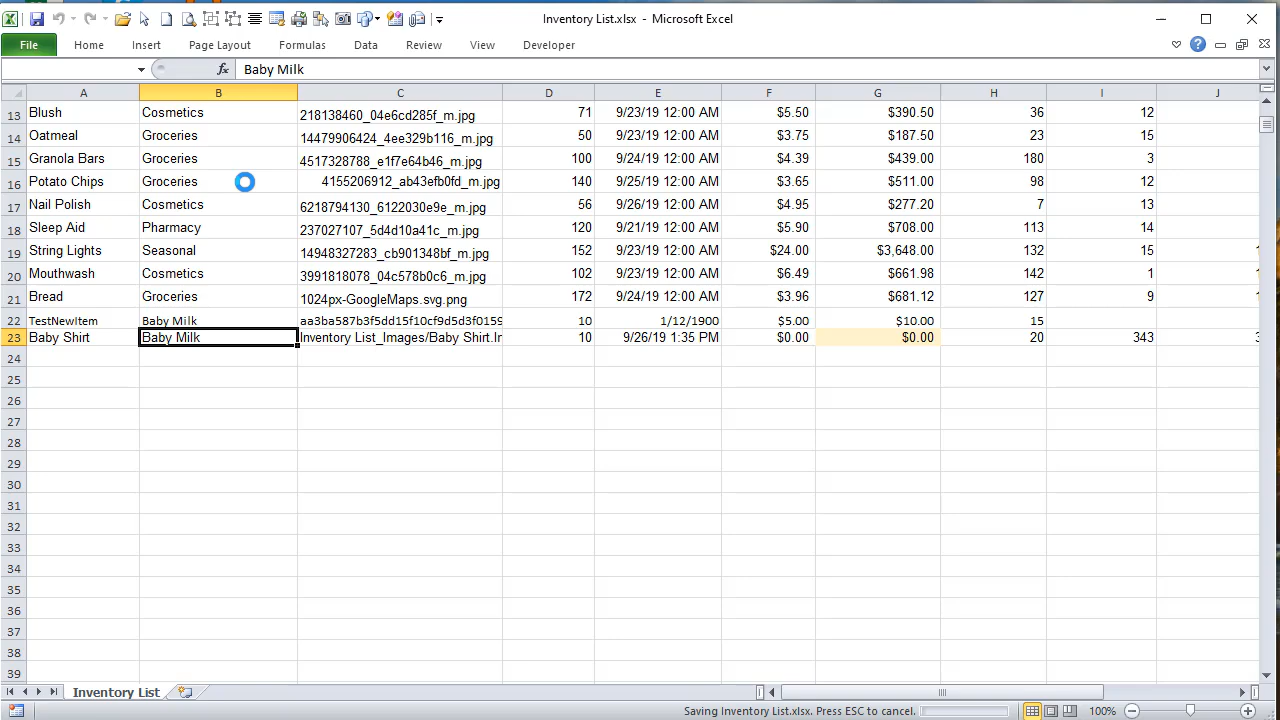 Inventory List.xlsx - Microsoft Excel
File Home Insert Page Layout Formulas Data Review View Developer
fx Baby Milk
A B C D E F G H I J
13 Blush Cosmetics 218138460_04e6cd285f_m.jpg 71 9/23/19 12:00 AM $5.50 $390.50 36 12
14 Oatmeal Groceries 14479906424_4ee329b116_m.jpg 50 9/23/19 12:00 AM $3.75 $187.50 23 15
15 Granola Bars Groceries 4517328788_e1f7e64b46_m.jpg 100 9/24/19 12:00 AM $4.39 $439.00 180 3
16 Potato Chips Groceries 4155206912_ab43efb0fd_m.jpg 140 9/25/19 12:00 AM $3.65 $511.00 98 12
17 Nail Polish Cosmetics 6218794130_6122030e9e_m.jpg 56 9/26/19 12:00 AM $4.95 $277.20 7 13
18 Sleep Aid Pharmacy 237027107_5d4d10a41c_m.jpg 120 9/21/19 12:00 AM $5.90 $708.00 113 14
19 String Lights Seasonal 14948327283_cb901348bf_m.jpg 152 9/23/19 12:00 AM $24.00 $3,648.00 132 15
20 Mouthwash Cosmetics 3991818078_04c578b0c6_m.jpg 102 9/23/19 12:00 AM $6.49 $661.98 142 1
21 Bread Groceries 1024px-GoogleMaps.svg.png 172 9/24/19 12:00 AM $3.96 $681.12 127 9
22 TestNewItem Baby Milk aa3ba587b3f5dd15f10cf9d5d3f0159 10 1/12/1900 $5.00 $10.00 15
23 Baby Shirt Baby Milk Inventory List_Images/Baby Shirt.In 10 9/26/19 1:35 PM $0.00 $0.00 20 343
24
25
26
27
28
29
30
31
32
33
34
35
36
37
38
39
Inventory List
Saving Inventory List.xlsx. Press ESC to cancel. 100%